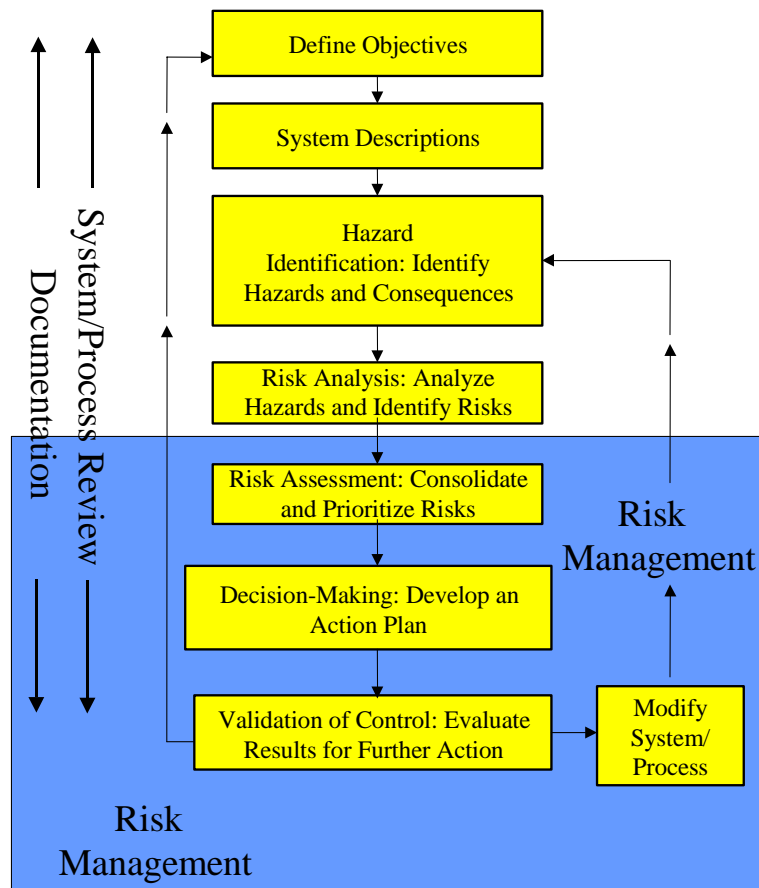 Define Objectives
System Descriptions
Hazard
Identification: Identify
Hazards and Consequences
Risk Analysis: Analyze
Hazards and Identify Risks
Risk Assessment: Consolidate
and Prioritize Risks
Decision-Making: Develop an
Action Plan
Validation of Control: Evaluate
Results for Further Action
Modify
System/
Process
System/Process Review
Documentation
Risk
Management
Risk
Management